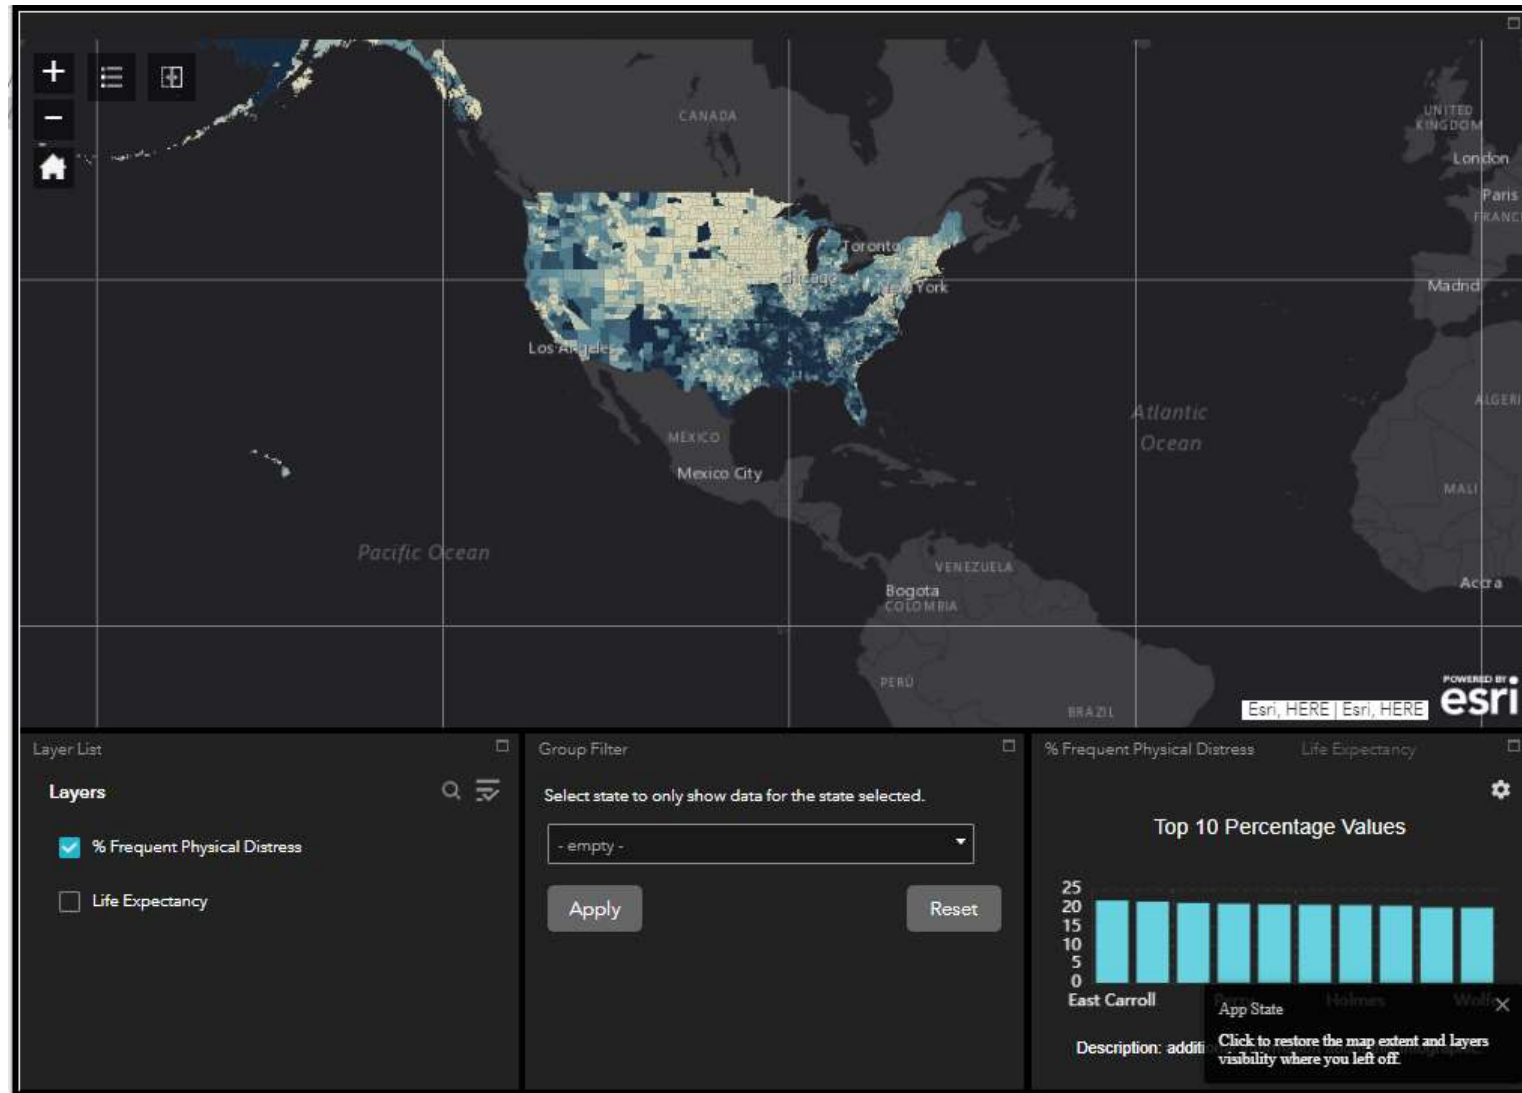 CANADA
UNITED
KINGDOM
London
Paris
Toronto
Chicago
New York
Madrid
Los Angeles
Atlantic
Ocean
MÉXICO
Mexico City
MALI
Pacific Ocean
VENEZUELA
Bogota
COLOMBIA
Accra
PERÚ
BRAZIL
Esri, HERE | Esri, HERE
POWERED BY
esri
Layer List
Layers
% Frequent Physical Distress
Life Expectancy
Group Filter
Select state to only show data for the state selected.
- empty -
Apply
Reset
% Frequent Physical Distress
Life Expectancy
Top 10 Percentage Values
25
20
15
10
5
0
East Carroll
Perry
Holmes
App State
Click to restore the map extent and layers
visibility where you left off.
Description: